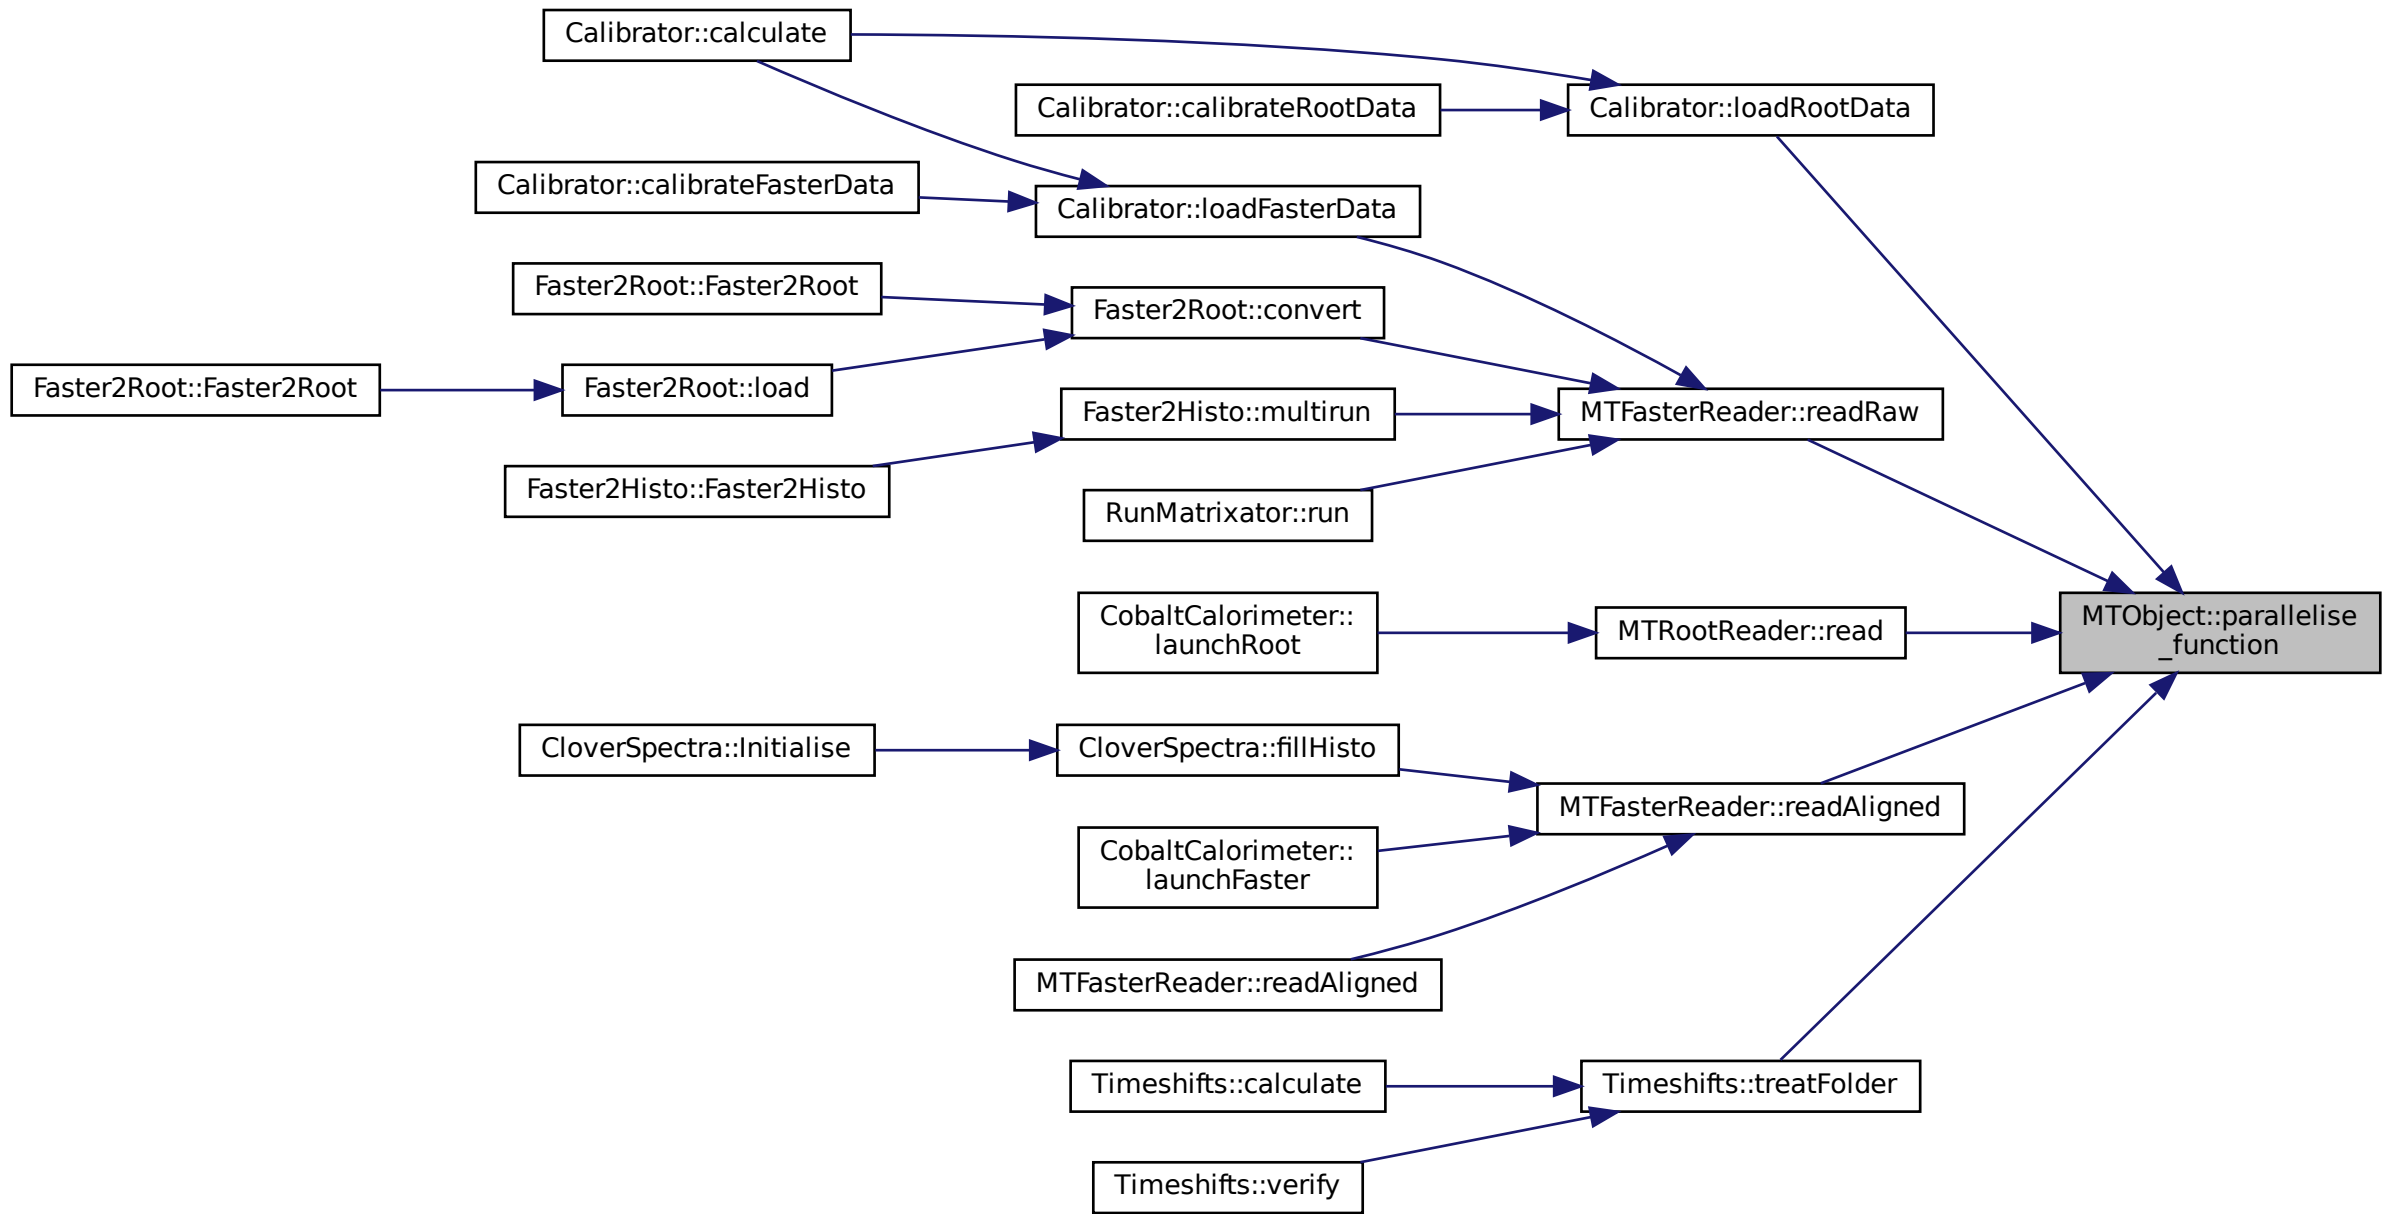 Calibrator::calculate
Calibrator::calibrateRootData
Calibrator::loadRootData
Calibrator::calibrateFasterData
Calibrator::loadFasterData
Faster2Root::Faster2Root
Faster2Root::convert
Faster2Root::Faster2Root
Faster2Root::load
Faster2Histo::multirun
MTFasterReader::readRaw
Faster2Histo::Faster2Histo
RunMatrixator::run
CobaltCalorimeter::
launchRoot
MTRootReader::read
MTObject::parallelise
_function
CloverSpectra::Initialise
CloverSpectra::fillHisto
MTFasterReader::readAligned
CobaltCalorimeter::
launchFaster
MTFasterReader::readAligned
Timeshifts::calculate
Timeshifts::treatFolder
Timeshifts::verify